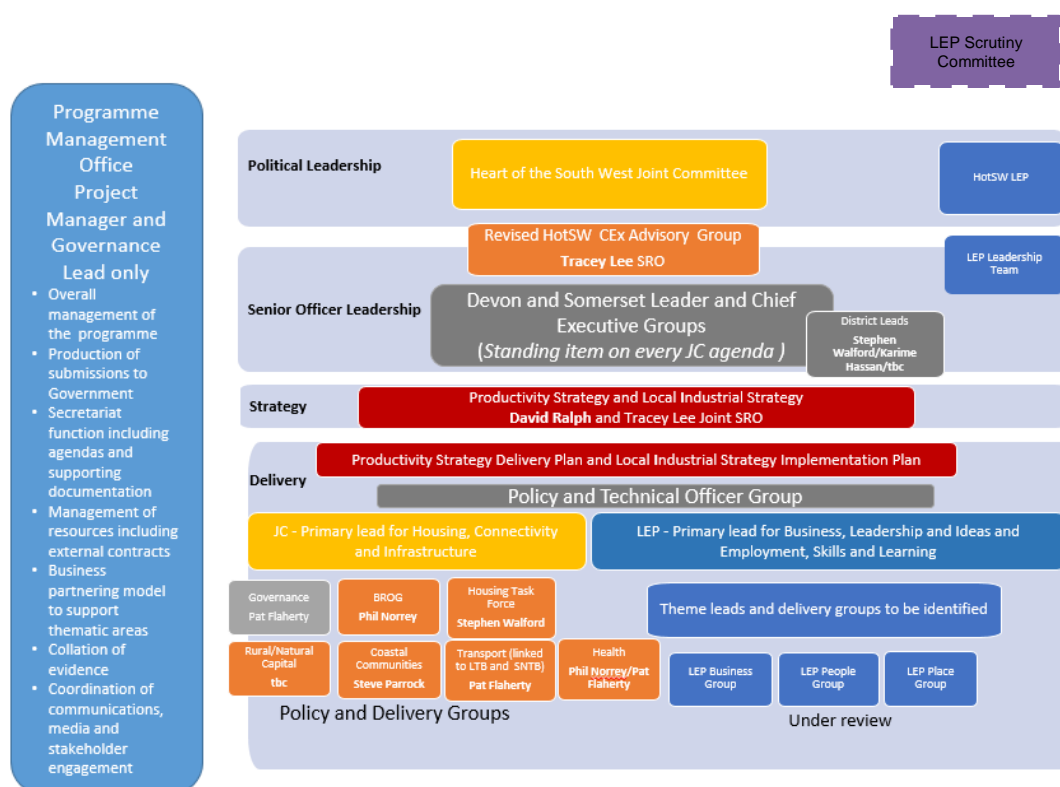 LEP Scrutiny
Committee
Programme
Management
Office
Project
Manager and
Governance
Lead only
• Overall
management of
the programme
• Production of
submissions to
Government
• Secretariat
function including
agendas and
supporting
documentation
• Management of
resources including
external contracts
• Business
partnering model
to support
thematic areas
• Collation of
evidence
• Coordination of
communications,
media and
stakeholder
engagement
Political Leadership
Heart of the South West Joint Committee
HotSW LEP
Revised HotSW CEx Advisory Group
Tracey Lee SRO
LEP Leadership
Team
Senior Officer Leadership
Devon and Somerset Leader and Chief
Executive Groups
(Standing item on every JC agenda )
District Leads
Stephen
Walford/Karime
Hassan/tbc
Strategy
Productivity Strategy and Local Industrial Strategy
David Ralph and Tracey Lee Joint SRO
Delivery
Productivity Strategy Delivery Plan and Local Industrial Strategy Implementation Plan
Policy and Technical Officer Group
JC - Primary lead for Housing, Connectivity
and Infrastructure
LEP - Primary lead for Business, Leadership and Ideas and
Employment, Skills and Learning
Governance
Pat Flaherty
BROG
Phil Norrey
Housing Task
Force
Stephen Walford
Theme leads and delivery groups to be identified
Rural/Natural
Capital
tbc
Coastal
Communities
Steve Parrock
Transport (linked
to LTB and SNTB)
Pat Flaherty
Health
Phil Norrey/Pat
Flaherty
LEP Business
Group
LEP People
Group
LEP Place
Group
Policy and Delivery Groups
Under review